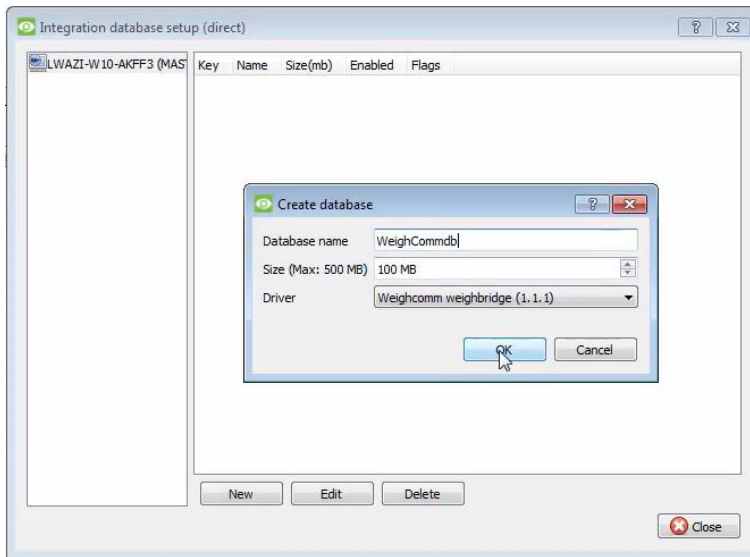 Integration database setup (direct)
LWAZI-W10-AKFF3 (MAS
Key Name Size(mb) Enabled Flags
Create database
Database name WeighCommdb
Size (Max: 500 MB) 100 MB
Driver Weighcomm weighbridge (1.1.1)
OK Cancel
New Edit Delete
Close